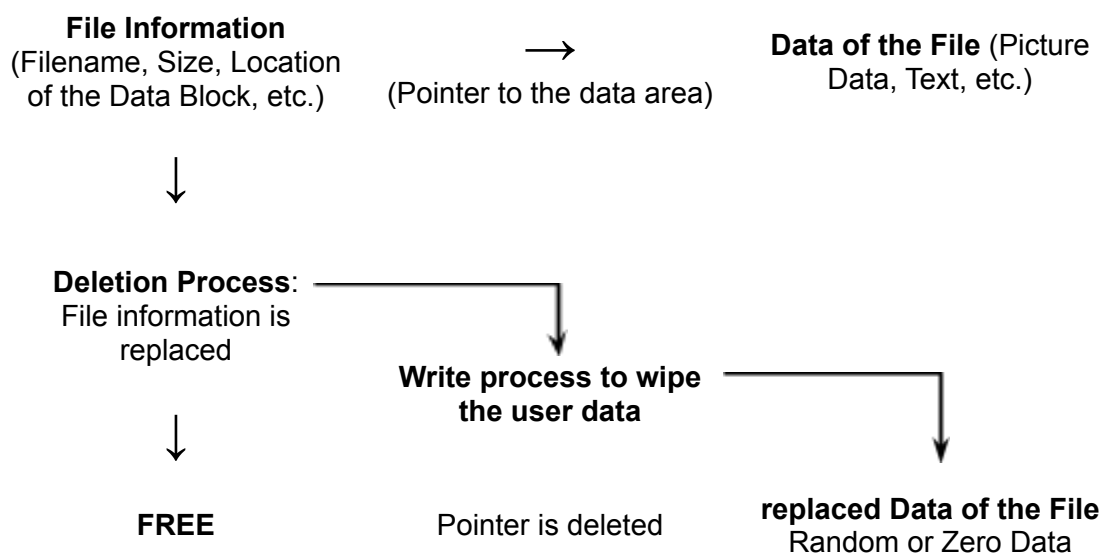 File Information
(Filename, Size, Location
of the Data Block, etc.)
→
(Pointer to the data area)
Data of the File (Picture
Data, Text, etc.)
↓
Deletion Process:
File information is
replaced
Write process to wipe
the user data
↓
FREE
Pointer is deleted
replaced Data of the File
Random or Zero Data